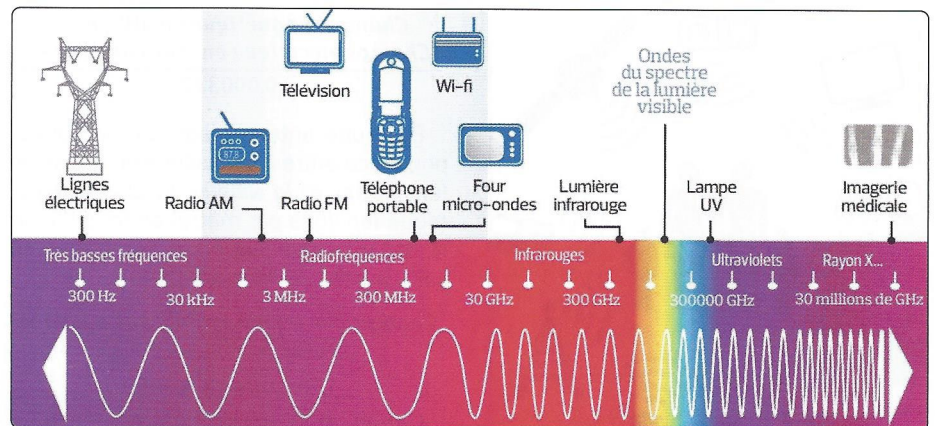 Ondes
du spectre
de la lumière
visible
Télévision
Wi-fi
87,8
Lignes
électriques
Radio AM
Radio FM
Téléphone
portable
Four
micro-ondes
Lumière
infrarouge
Lampe
UV
Imagerie
médicale
Très basses fréquences
Radiofréquences
Infrarouges
Ultraviolets
Rayon X...
300 Hz
30 kHz
3 MHz
300 MHz
30 GHz
300 GHz
300000 GHz
30 millions de GHz